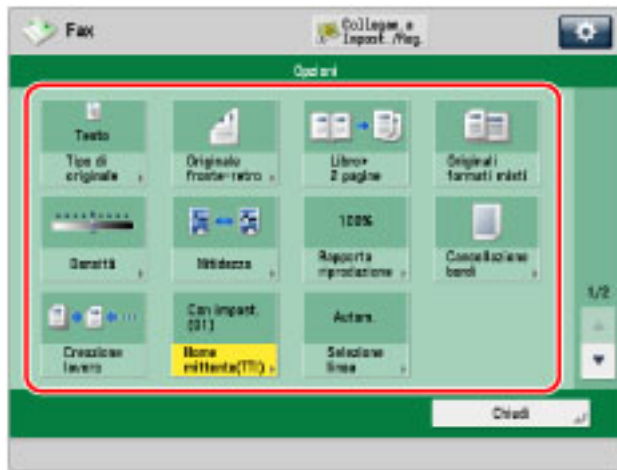 Fax
Collegam. a
Impost./Reg.
Opzioni
Testo
Tipo di
originale
Originale
fronte-retro
Libro▸
2 pagine
Originali
formati misti
Densità
Nitidezza
100%
Rapporto
riproduzione
Cancellazione
bordi
Creazione
lavoro
Con impost.
(01)
Nome
mittente(TTI)
Autom.
Selezione
linea
1/2
Chiudi